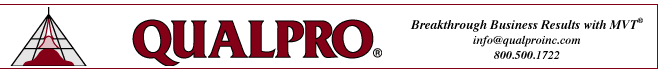 QUALPRO®
Breakthrough Business Results with MVT®
info@qualproinc.com
800.500.1722